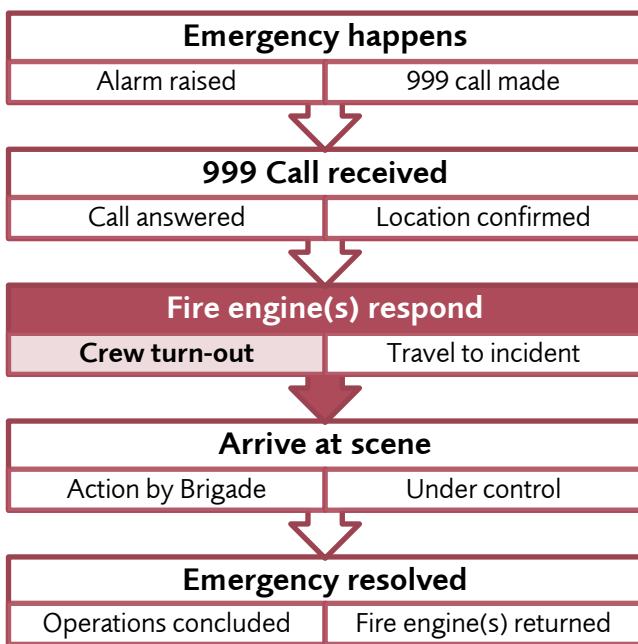 Emergency happens
Alarm raised 999 call made
999 Call received
Call answered Location confirmed
Fire engine(s) respond
Crew turn-out Travel to incident
Arrive at scene
Action by Brigade Under control
Emergency resolved
Operations concluded Fire engine(s) returned